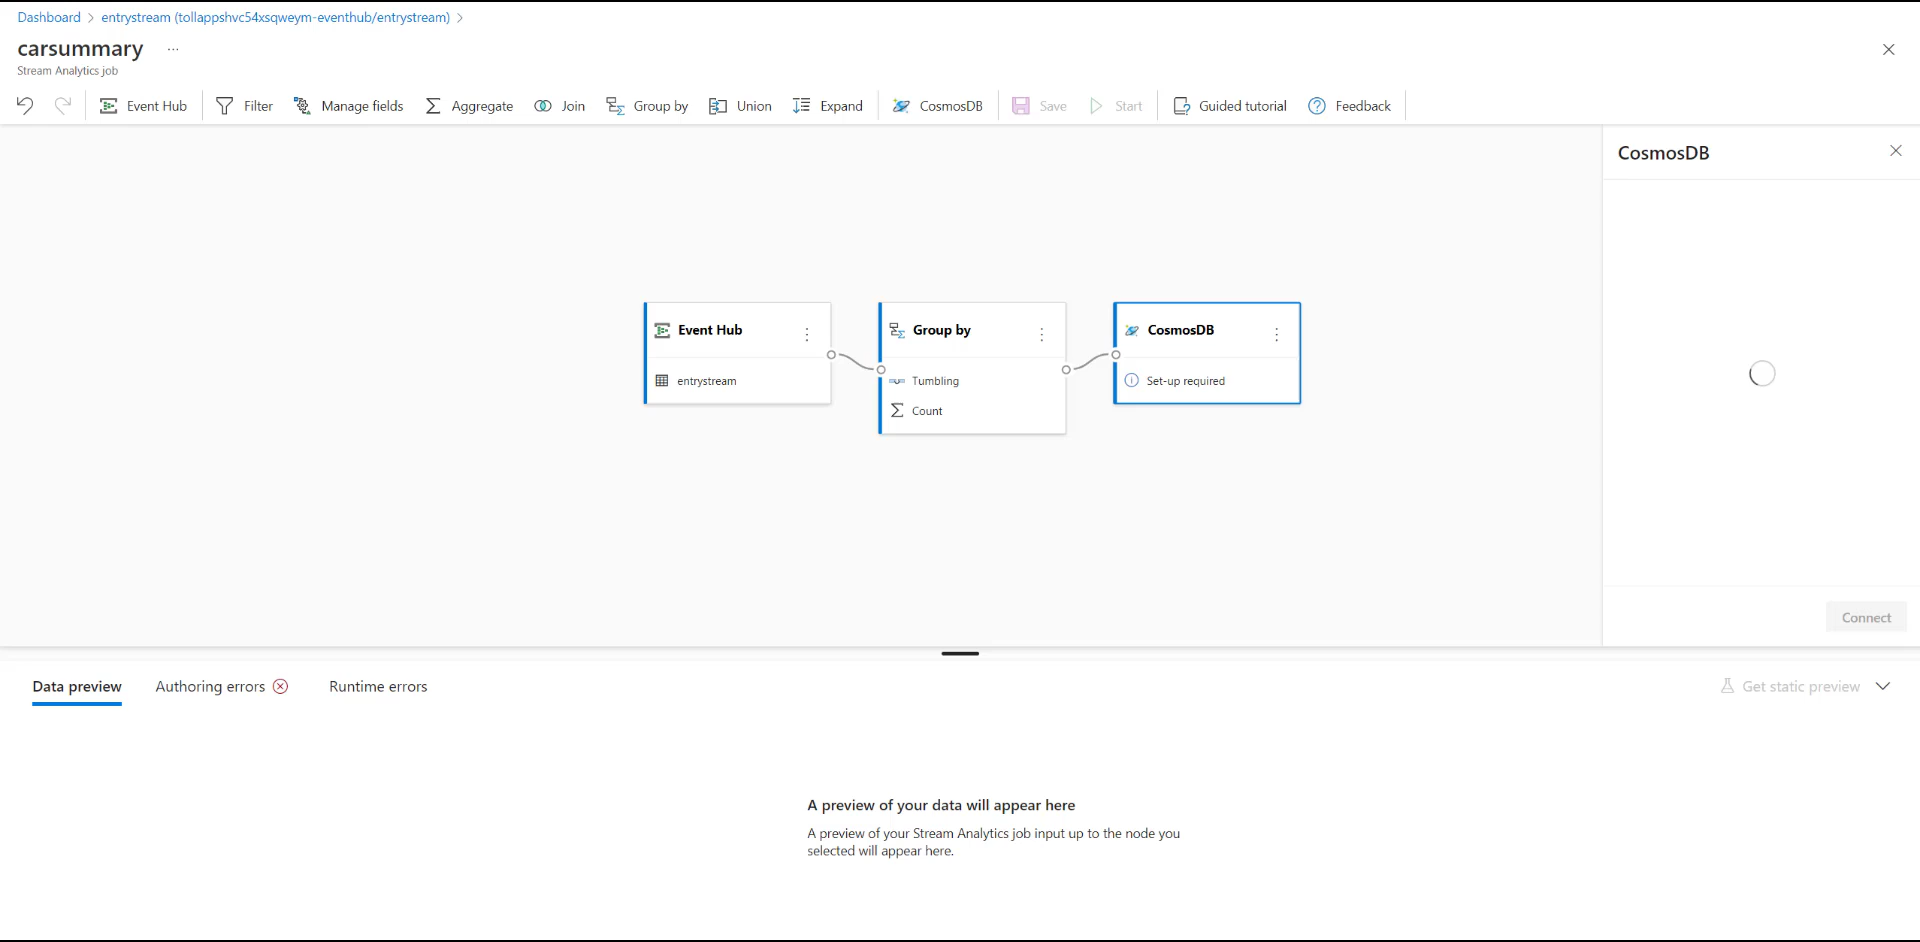 Dashboard > entrystream (tollappshvc54xsqweym-eventhub/entrystream) >
carsummary ...
Stream Analytics job
Event Hub Filter Manage fields Aggregate Join Group by Union Expand CosmosDB Save Start Guided tutorial Feedback
CosmosDB
Event Hub
entrystream
Group by
Tumbling
Count
CosmosDB
Set-up required
Connect
Data preview Authoring errors Runtime errors
Get static preview
A preview of your data will appear here
A preview of your Stream Analytics job input up to the node you
selected will appear here.